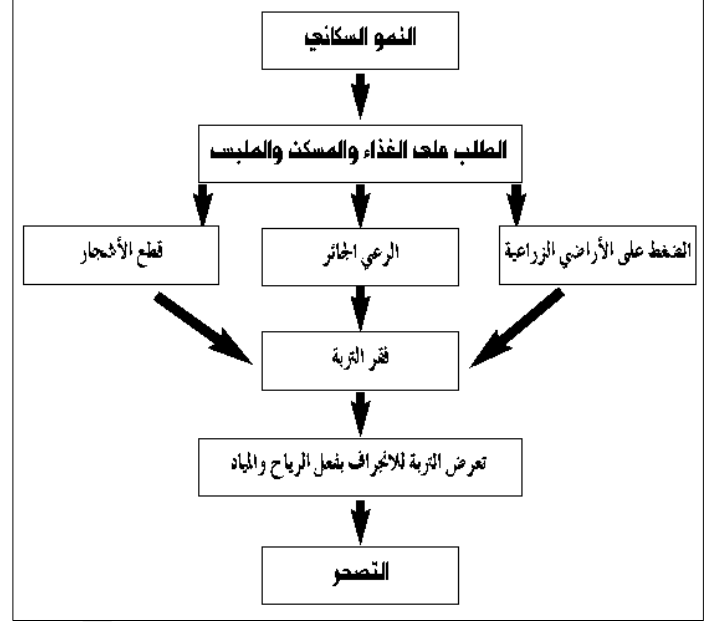 النمو السكاني
الطلب على الغذاء والمسكن والملبس
الضغط على الأراضي الزراعية
الرعي الجائر
قطع الأشجار
فقر التربة
تعرض التربة للانجراف بفعل الرياح والمياه
التصحر